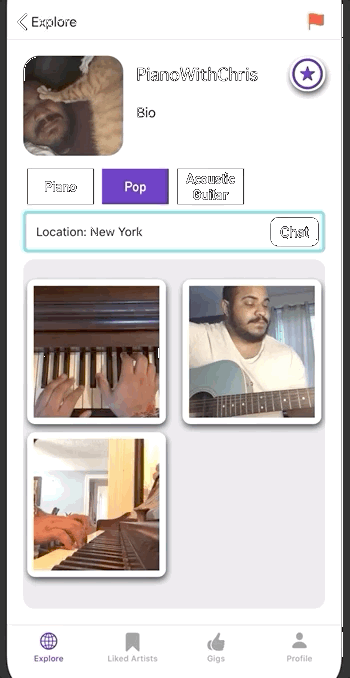 Explore
PianoWithChris
Bio
Piano
Pop
Acoustic
Guitar
Location: New York
Chat
Explore
Liked Artists
Gigs
Profile